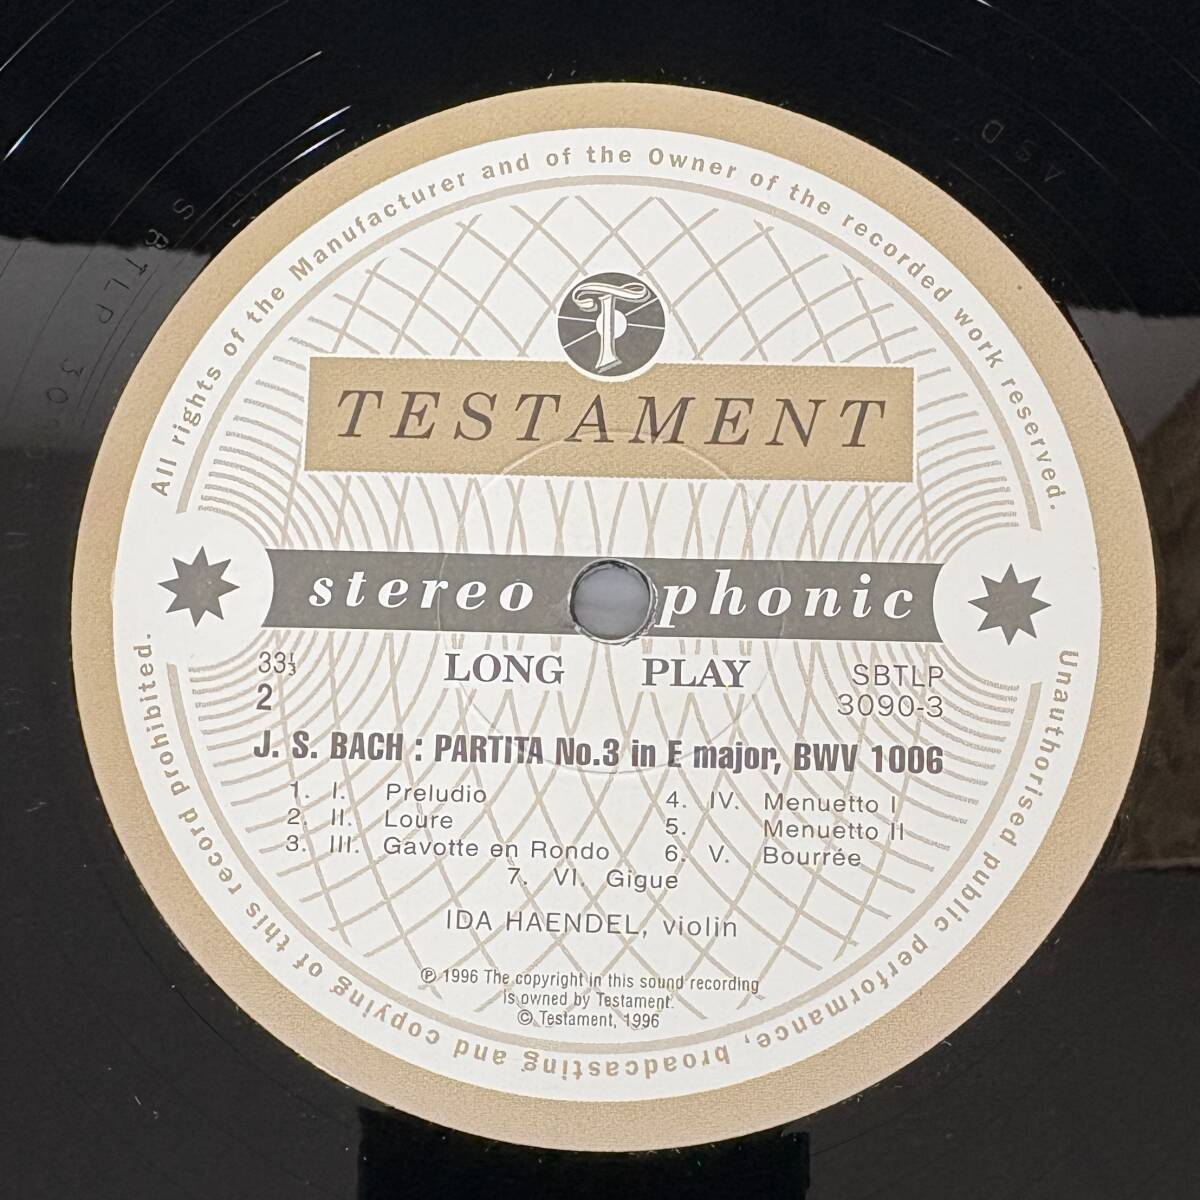 All rights of the Manufacturer and of the Owner of the recorded work reserved.
T
TESTAMENT
stereo phonic
33⅓
LONG PLAY
SBTLP
2
3090-3
J. S. BACH : PARTITA No.3 in E major, BWV 1006
1. I. Preludio
2. II. Loure
3. III. Gavotte en Rondo
4. IV. Menuetto I
5. Menuetto II
6. V. Bourrée
7. VI. Gigue
IDA HAENDEL, violin
℗ 1996 The copyright in this sound recording
is owned by Testament.
© Testament, 1996
Unauthorised public performance, broadcasting and copying of this record prohibited.
SBTLP 30